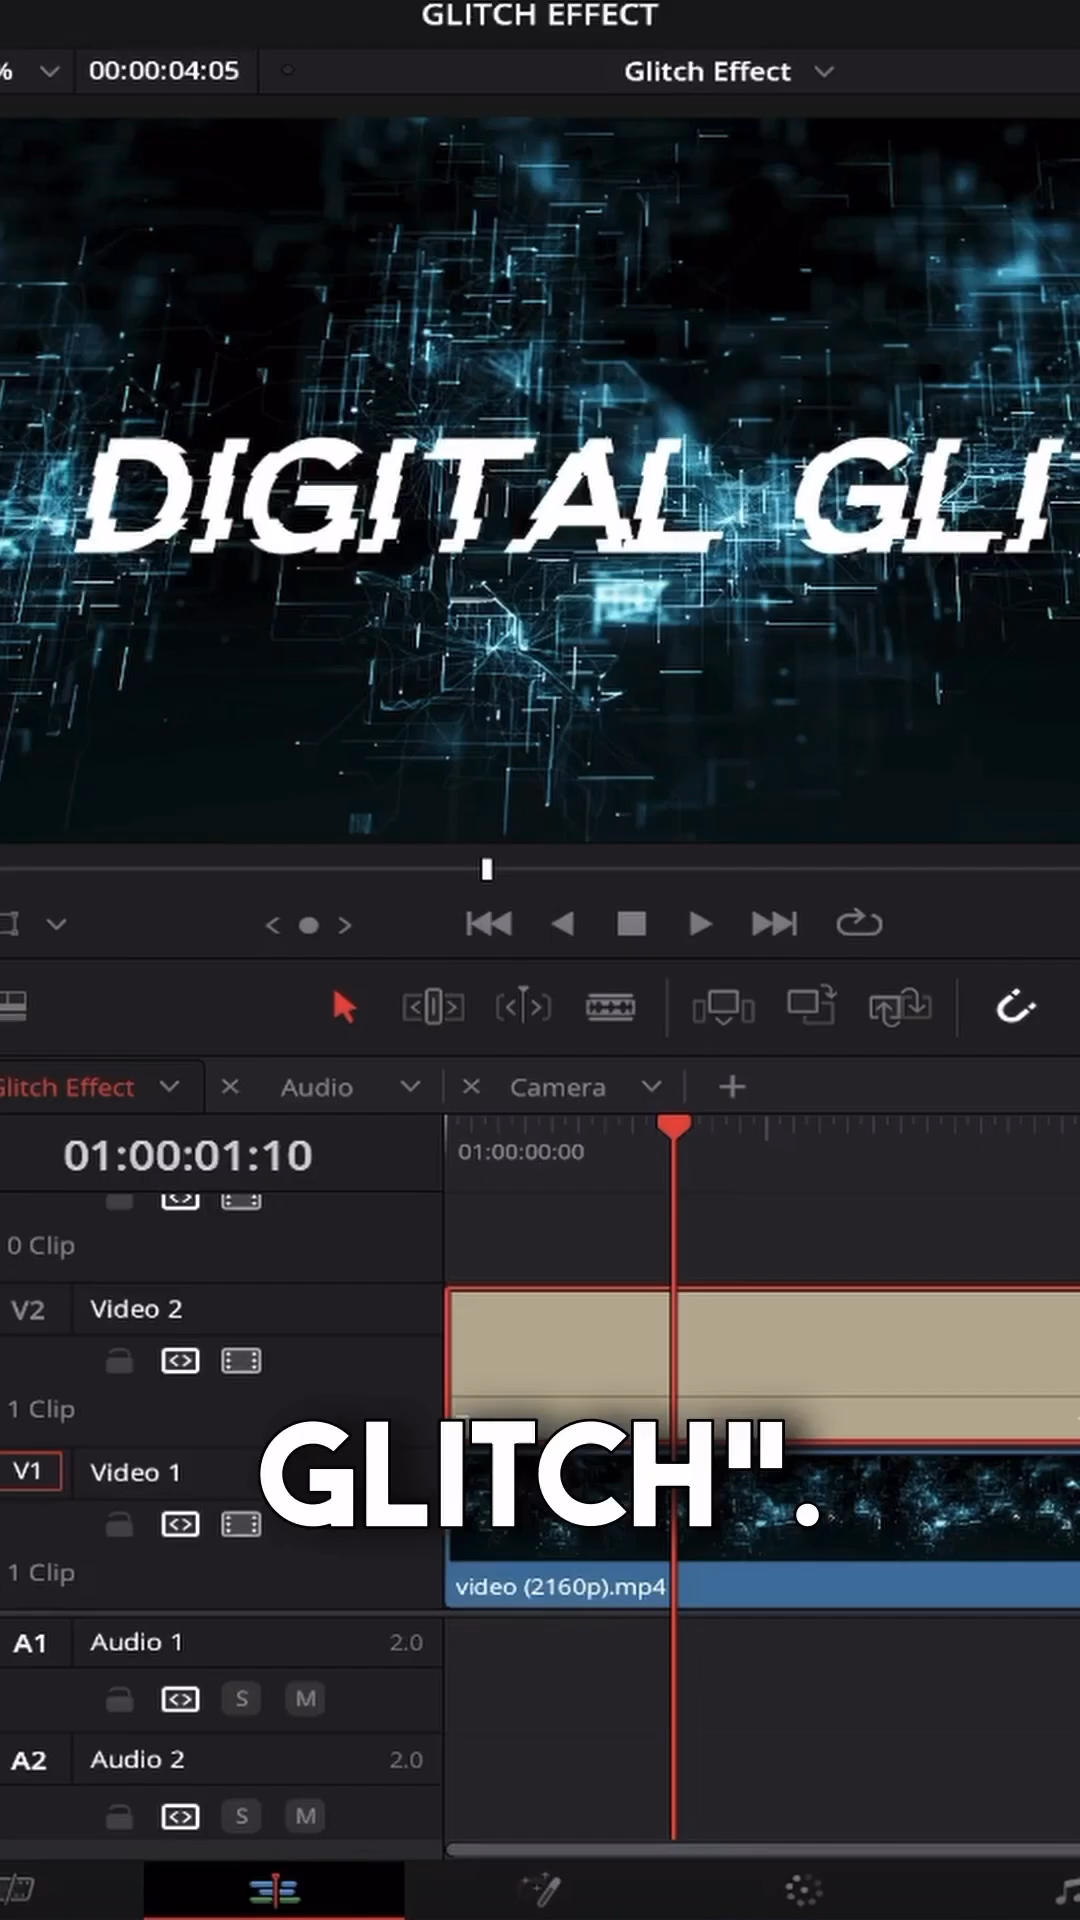 GLITCH EFFECT
%
00:00:04:05
Glitch Effect
DIGITAL GLI
Glitch Effect
Audio
Camera
01:00:01:10
01:00:00:00
0 Clip
V2 Video 2
1 Clip
GLITCH".
V1 Video 1
1 Clip
video (2160p).mp4
A1 Audio 1 2.0
S M
A2 Audio 2 2.0
S M